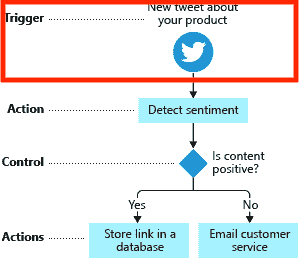 Trigger
New tweet about
your product
Action
Detect sentiment
Control
Is content
positive?
Yes
No
Actions
Store link in a
database
Email customer
service